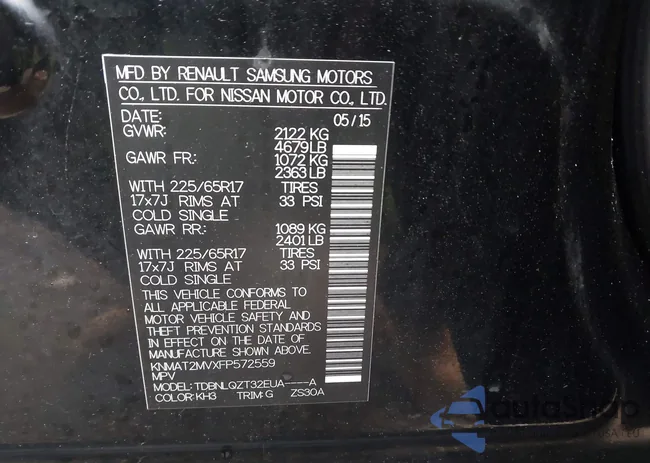 MFD BY RENAULT SAMSUNG MOTORS
CO., LTD. FOR NISSAN MOTOR CO., LTD.
DATE: 05/15
GVWR: 2122 KG
4679 LB
GAWR FR: 1072 KG
2363 LB
WITH 225/65R17 TIRES
17x7J RIMS AT 33 PSI
COLD SINGLE
GAWR RR: 1089 KG
2401 LB
WITH 225/65R17 TIRES
17x7J RIMS AT 33 PSI
COLD SINGLE
THIS VEHICLE CONFORMS TO
ALL APPLICABLE FEDERAL
MOTOR VEHICLE SAFETY AND
THEFT PREVENTION STANDARDS
IN EFFECT ON THE DATE OF
MANUFACTURE SHOWN ABOVE.
KNMAT2MVXFP572559
MPV
MODEL: TDBNLQZT32EUA----A
COLOR: KH3 TRIM: G ZS30A
AutoShop